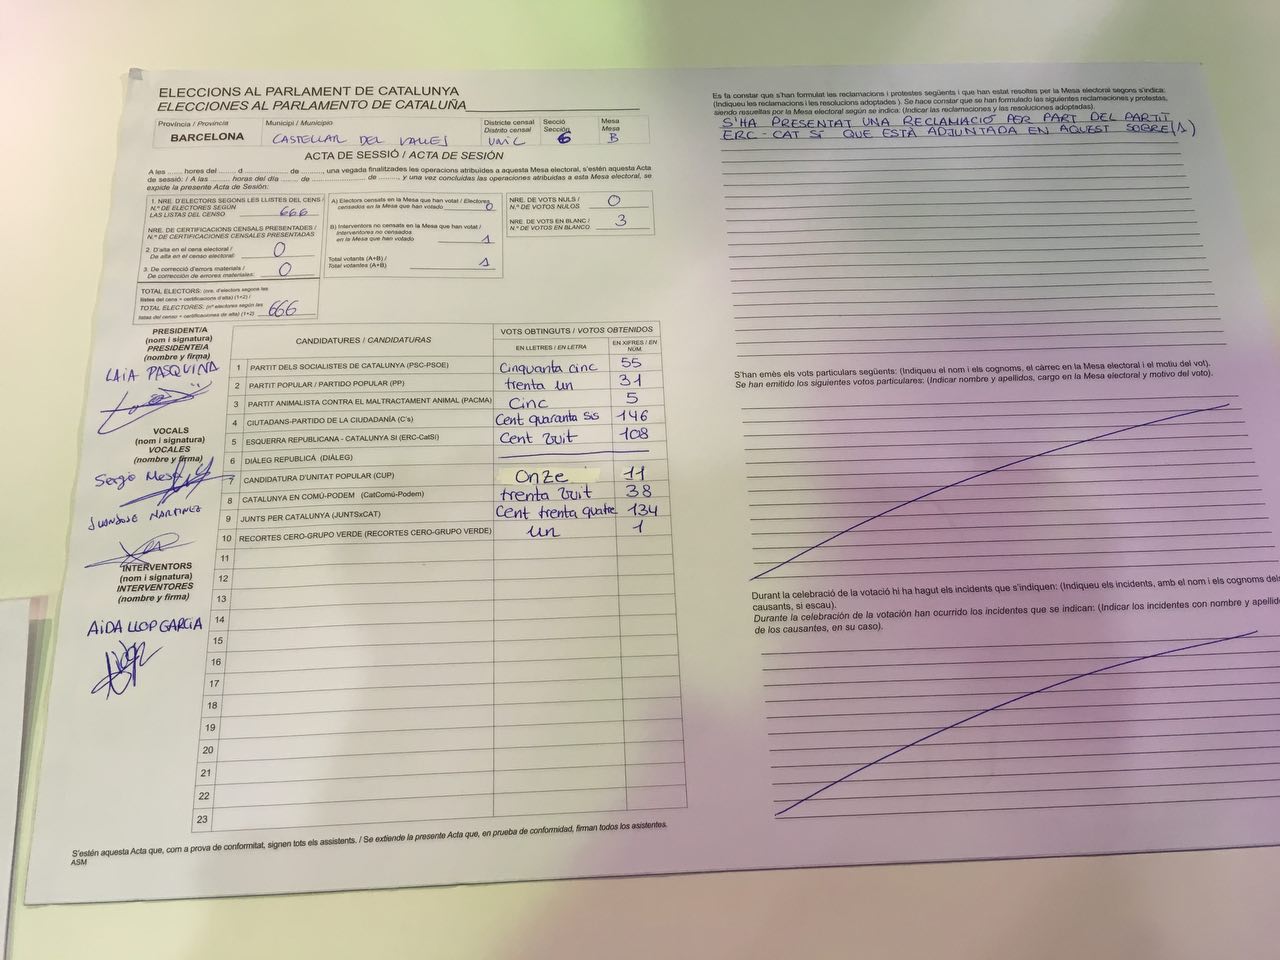 ELECCIONS AL PARLAMENT DE CATALUNYA
ELECCIONES AL PARLAMENTO DE CATALUÑA
Província / Provincia
BARCELONA
Municipi / Municipio
CASTELLAR DEL VALLES
Districte censal
Distrito censal
UNIC
Secció
Sección
6
Mesa
Mesa
B
ACTA DE SESSIÓ / ACTA DE SESIÓN
A les ...... hores del ...... d ............ de ........, una vegada finalitzades les operacions atribuïdes a aquesta Mesa electoral, s'estén aquesta Acta
de sessió: / A las ........ horas del día ........ de .................. de ........, y una vez concluidas las operaciones atribuidas a esta Mesa electoral, se
expide la presente Acta de Sesión:
1. NRE. D'ELECTORS SEGONS LES LLISTES DEL CENS /
N.º DE ELECTORES SEGÚN
LAS LISTAS DEL CENSO 666
NRE. DE CERTIFICACIONS CENSALS PRESENTADES /
N.º DE CERTIFICACIONES CENSALES PRESENTADAS
2. D'alta en el cens electoral /
De alta en el censo electoral: 0
3. De correcció d'errors materials /
De corrección de errores materiales: 0
TOTAL ELECTORS: (nre. d'electors segons les
llistes del cens + certificacions d'alta) (1+2) /
TOTAL ELECTORES: (nº electores según las
listas del censo + certificaciones de alta) (1+2) 666
A) Electors censats en la Mesa que han votat / Electores
censados en la Mesa que han votado 0
B) Interventors no censats en la Mesa que han votat /
Interventores no censados
en la Mesa que han votado 1
Total votants (A+B) /
Total votantes (A+B) 1
NRE. DE VOTS NULS /
N.º DE VOTOS NULOS 0
NRE. DE VOTS EN BLANC /
N.º DE VOTOS EN BLANCO 3
PRESIDENT/A
(nom i signatura)
PRESIDENTE/A
(nombre y firma)
LAIA PASQUINA
VOCALS
(nom i signatura)
VOCALES
(nombre y firma)
Sergio Mesa
JUANJOSE MARTINEZ
INTERVENTORS
(nom i signatura)
INTERVENTORES
(nombre y firma)
AIDA LLOP GARCIA
CANDIDATURES / CANDIDATURAS
VOTS OBTINGUTS / VOTOS OBTENIDOS
EN LLETRES / EN LETRA
EN XIFRES / EN NÚM.
1 PARTIT DELS SOCIALISTES DE CATALUNYA (PSC-PSOE) Cinquanta cinc 55
2 PARTIT POPULAR / PARTIDO POPULAR (PP) trenta un 31
3 PARTIT ANIMALISTA CONTRA EL MALTRACTAMENT ANIMAL (PACMA) Cinc 5
4 CIUTADANS-PARTIDO DE LA CIUDADANÍA (C's) Cent quaranta sis 146
5 ESQUERRA REPUBLICANA - CATALUNYA SI (ERC-CatSí) Cent vuit 108
6 DIÀLEG REPUBLICÀ (DIÀLEG)
7 CANDIDATURA D'UNITAT POPULAR (CUP) Onze 11
8 CATALUNYA EN COMÚ-PODEM (CatComú-Podem) trenta vuit 38
9 JUNTS PER CATALUNYA (JUNTSxCAT) Cent trenta quatre 134
10 RECORTES CERO-GRUPO VERDE (RECORTES CERO-GRUPO VERDE) un 1
11
12
13
14
15
16
17
18
19
20
21
22
23
S'estén aquesta Acta que, com a prova de conformitat, signen tots els assistents. / Se extiende la presente Acta que, en prueba de conformidad, firman todos los asistentes.
ASM
Es fa constar que s'han formulat les reclamacions i protestes següents i que han estat resoltes per la Mesa electoral segons s'indica:
(Indiqueu les reclamacions i les resolucions adoptades ). Se hace constar que se han formulado las siguientes reclamaciones y protestas,
siendo resueltas por la Mesa electoral según se indica: (Indicar las reclamaciones y las resoluciones adoptadas).
S'HA PRESENTAT UNA RECLAMACIÓ PER PART DEL PARTIT
ERC-CAT SÍ QUE ESTÀ ADJUNTADA EN AQUEST SOBRE (1)
S'han emès els vots particulars següents: (Indiqueu el nom i els cognoms, el càrrec en la Mesa electoral i el motiu del vot).
Se han emitido los siguientes votos particulares: (Indicar nombre y apellidos, cargo en la Mesa electoral y motivo del voto).
Durant la celebració de la votació hi ha hagut els incidents que s'indiquen: (Indiqueu els incidents, amb el nom i els cognoms dels
causants, si escau).
Durante la celebración de la votación han ocurrido los incidentes que se indican: (Indicar los incidentes con nombre y apellidos
de los causantes, en su caso).